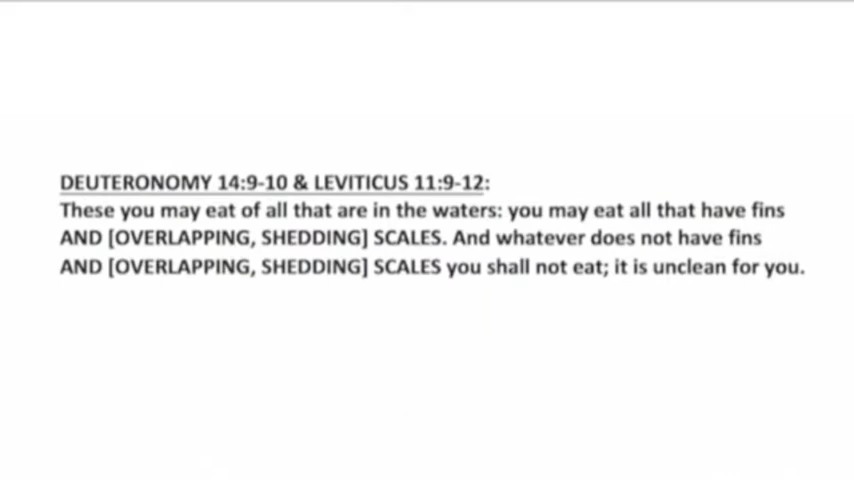 DEUTERONOMY 14:9-10 & LEVITICUS 11:9-12:
These you may eat of all that are in the waters: you may eat all that have fins
AND [OVERLAPPING, SHEDDING] SCALES. And whatever does not have fins
AND [OVERLAPPING, SHEDDING] SCALES you shall not eat; it is unclean for you.